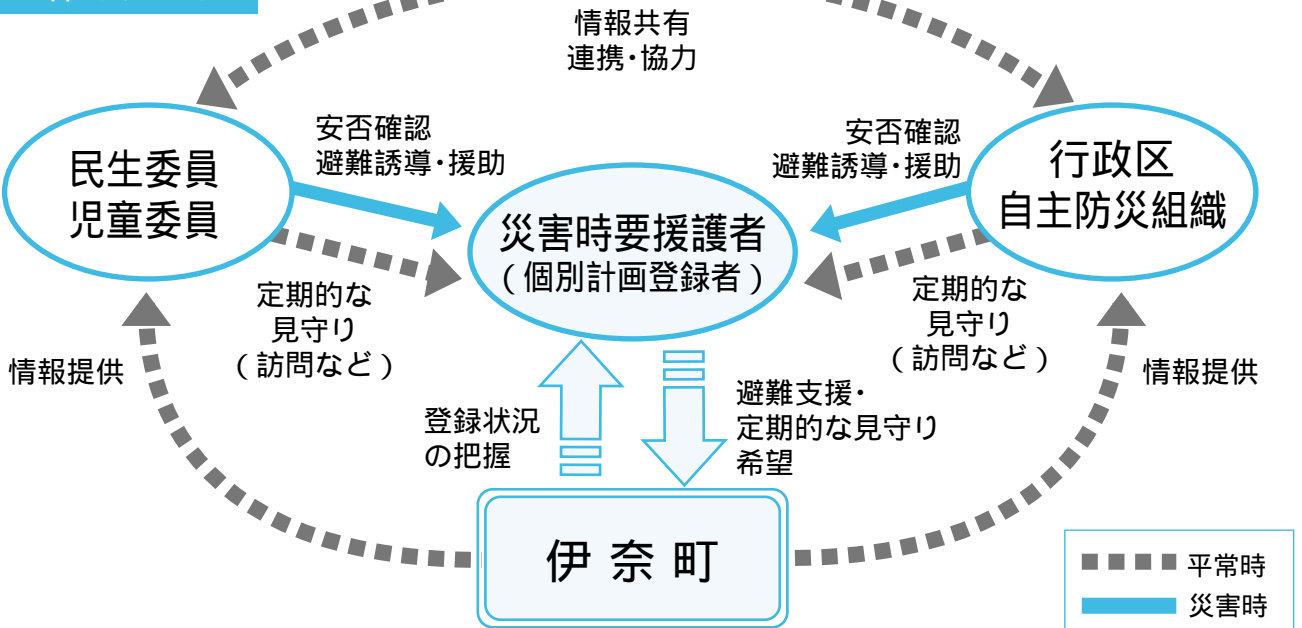 情報共有
連携・協力
安否確認
避難誘導・援助
安否確認
避難誘導・援助
民生委員
児童委員
行政区
自主防災組織
災害時要援護者
（個別計画登録者）
定期的な
見守り
（訪問など）
定期的な
見守り
（訪問など）
情報提供
情報提供
登録状況
の把握
避難支援・
定期的な見守り
希望
伊奈町
平常時
災害時